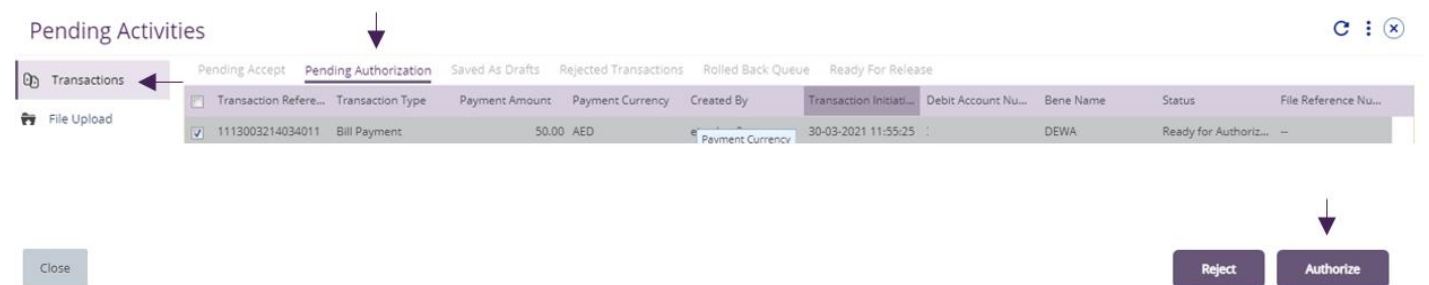 Pending Activities
Transactions
File Upload
Pending Accept Pending Authorization Saved As Drafts Rejected Transactions Rolled Back Queue Ready For Release
Transaction Refere... Transaction Type Payment Amount Payment Currency Created By Transaction Initiati... Debit Account Nu... Bene Name Status File Reference Nu...
1113003214034011 Bill Payment 50.00 AED 30-03-2021 11:55:25 DEWA Ready for Authoriz... --
Payment Currency
Close Reject Authorize